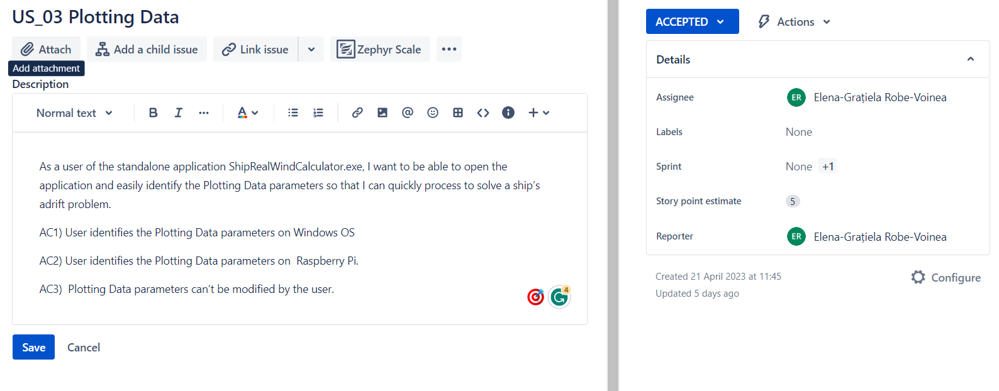 US_03 Plotting Data
Attach
Add a child issue
Link issue
Zephyr Scale
Add attachment
Description
Normal text
B I A
As a user of the standalone application ShipRealWindCalculator.exe, I want to be able to open the
application and easily identify the Plotting Data parameters so that I can quickly process to solve a ship's
adrift problem.
AC1) User identifies the Plotting Data parameters on Windows OS
AC2) User identifies the Plotting Data parameters on  Raspberry Pi.
AC3)  Plotting Data parameters can't be modified by the user.
4
Save
Cancel
ACCEPTED
Actions
Details
Assignee
ER
Elena-Grațiela Robe-Voinea
Labels
None
Sprint
None +1
Story point estimate
5
Reporter
ER
Elena-Grațiela Robe-Voinea
Created 21 April 2023 at 11:45
Updated 5 days ago
Configure